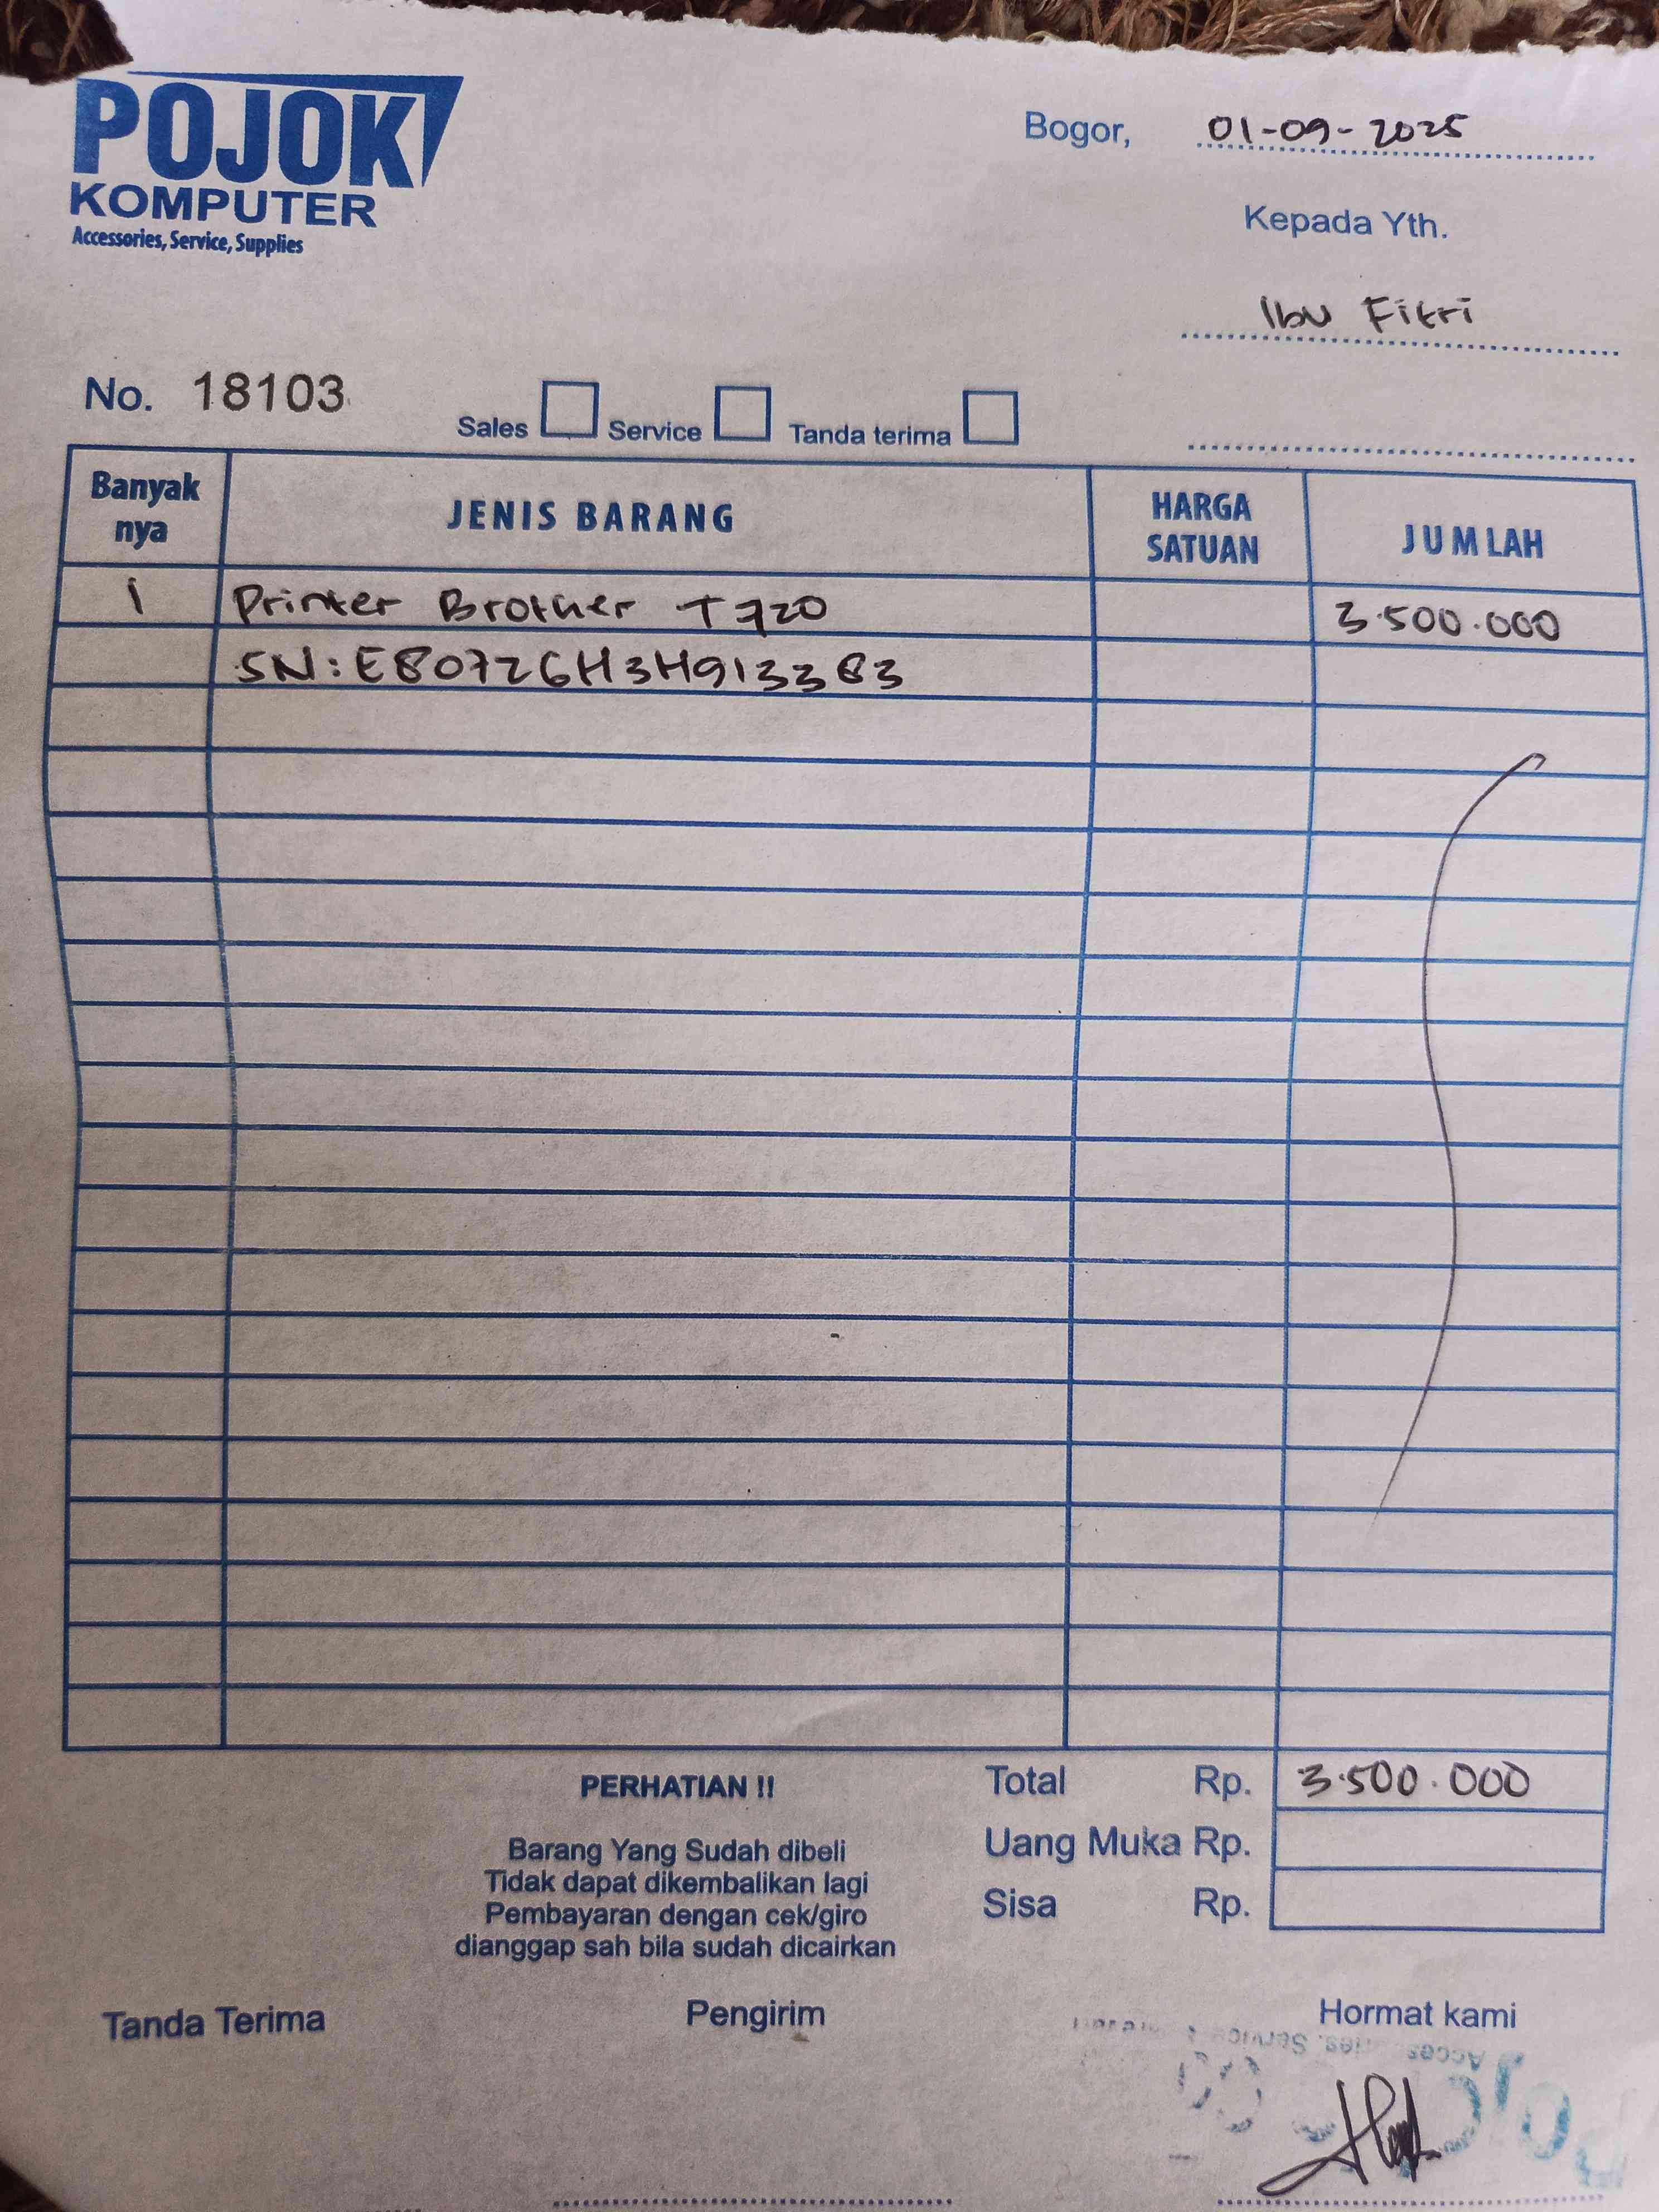 POJOK
KOMPUTER
Accessories, Service, Supplies
Bogor, 01-09-2025
Kepada Yth.
Ibu Fitri
No. 18103
Sales Service Tanda terima
Banyak nya JENIS BARANG HARGA SATUAN JUMLAH
1 Printer Brother T720 3.500.000
SN: E80726H3H913383
PERHATIAN !!
Barang Yang Sudah dibeli
Tidak dapat dikembalikan lagi
Pembayaran dengan cek/giro
dianggap sah bila sudah dicairkan
Total Rp. 3.500.000
Uang Muka Rp.
Sisa Rp.
Tanda Terima Pengirim Hormat kami